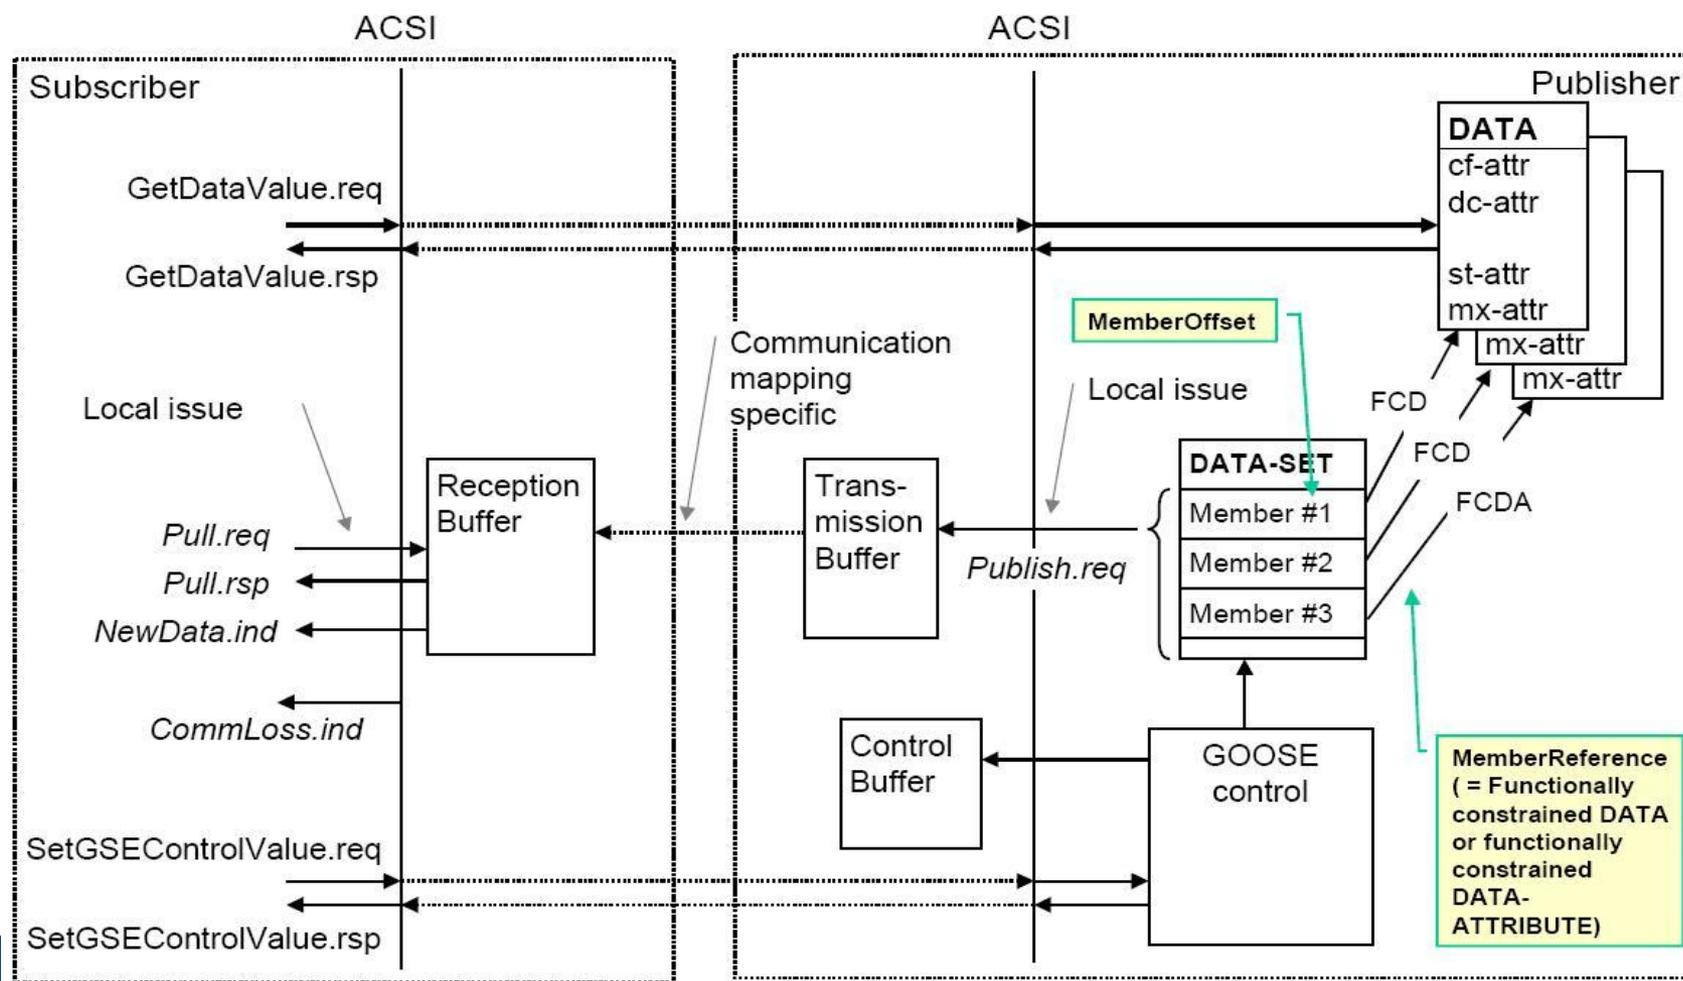 ACSI
ACSI
Subscriber
Publisher
GetDataValue.req
GetDataValue.rsp
DATA
cf-attr
dc-attr
st-attr
mx-attr
mx-attr
mx-attr
MemberOffset
Communication
mapping
specific
Local issue
Local issue
FCD
FCD
FCDA
Reception
Buffer
Trans-
mission
Buffer
DATA-SET
Member #1
Member #2
Member #3
Pull.req
Pull.rsp
NewData.ind
CommLoss.ind
Publish.req
Control
Buffer
GOOSE
control
MemberReference
( = Functionally
constrained DATA
or functionally
constrained
DATA-
ATTRIBUTE)
SetGSEControlValue.req
SetGSEControlValue.rsp